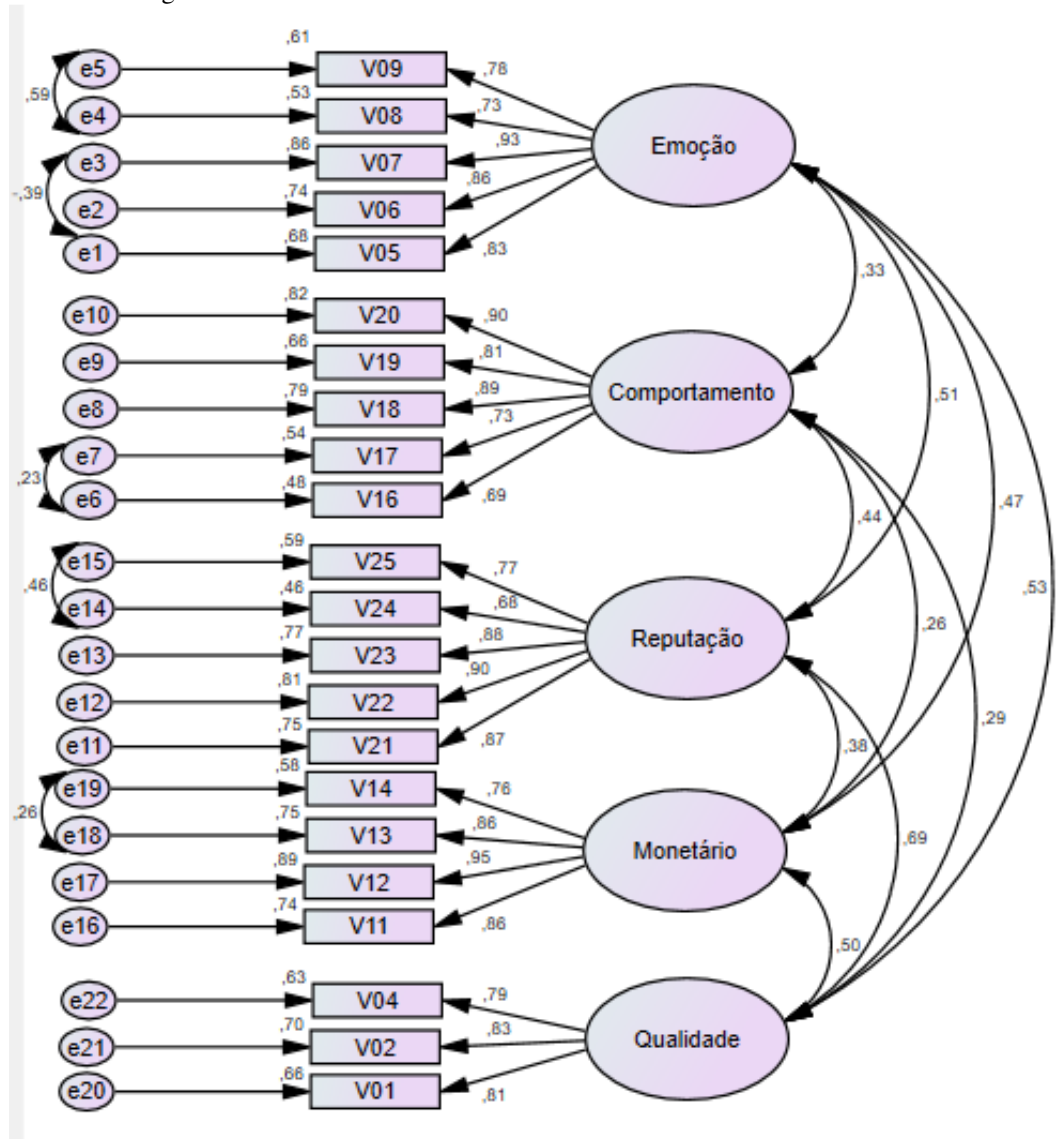 ,61
e5
V09
,78
,59
,53
e4
V08
,73
Emoção
,86
e3
V07
,93
-,39
,74
e2
V06
,86
,68
e1
V05
,83
,33
,82
e10
V20
,90
,66
e9
V19
,81
,79
e8
V18
,89
Comportamento
,51
,54
e7
V17
,73
,23
,48
e6
V16
,69
,44
,47
,59
e15
V25
,77
,46
,46
e14
V24
,68
,53
,77
e13
V23
,88
Reputação
,26
,81
e12
V22
,90
,75
e11
V21
,87
,29
,38
,58
e19
V14
,76
,26
,75
e18
V13
,86
Monetário
,69
,89
e17
V12
,95
,74
e16
V11
,86
,50
,63
e22
V04
,79
,70
e21
V02
,83
Qualidade
,66
e20
V01
,81